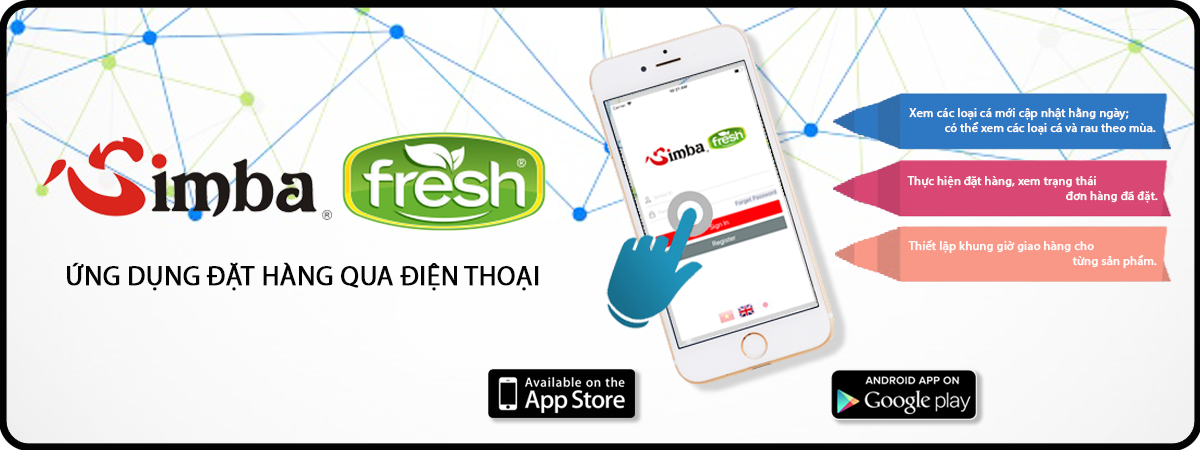 Simba ®
fresh ®
ỨNG DỤNG ĐẶT HÀNG QUA ĐIỆN THOẠI
Simba fresh
Forgot Password
Sign In
Register
Xem các loại cá mới cập nhật hằng ngày;
có thể xem các loại cá và rau theo mùa.
Thực hiện đặt hàng, xem trạng thái
đơn hàng đã đặt.
Thiết lập khung giờ giao hàng cho
từng sản phẩm.
Available on the
App Store
ANDROID APP ON
Google play